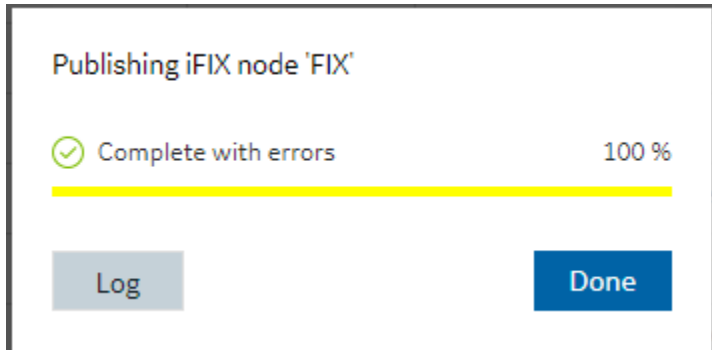 Publishing iFIX node 'FIX'
Complete with errors 100 %
Log Done